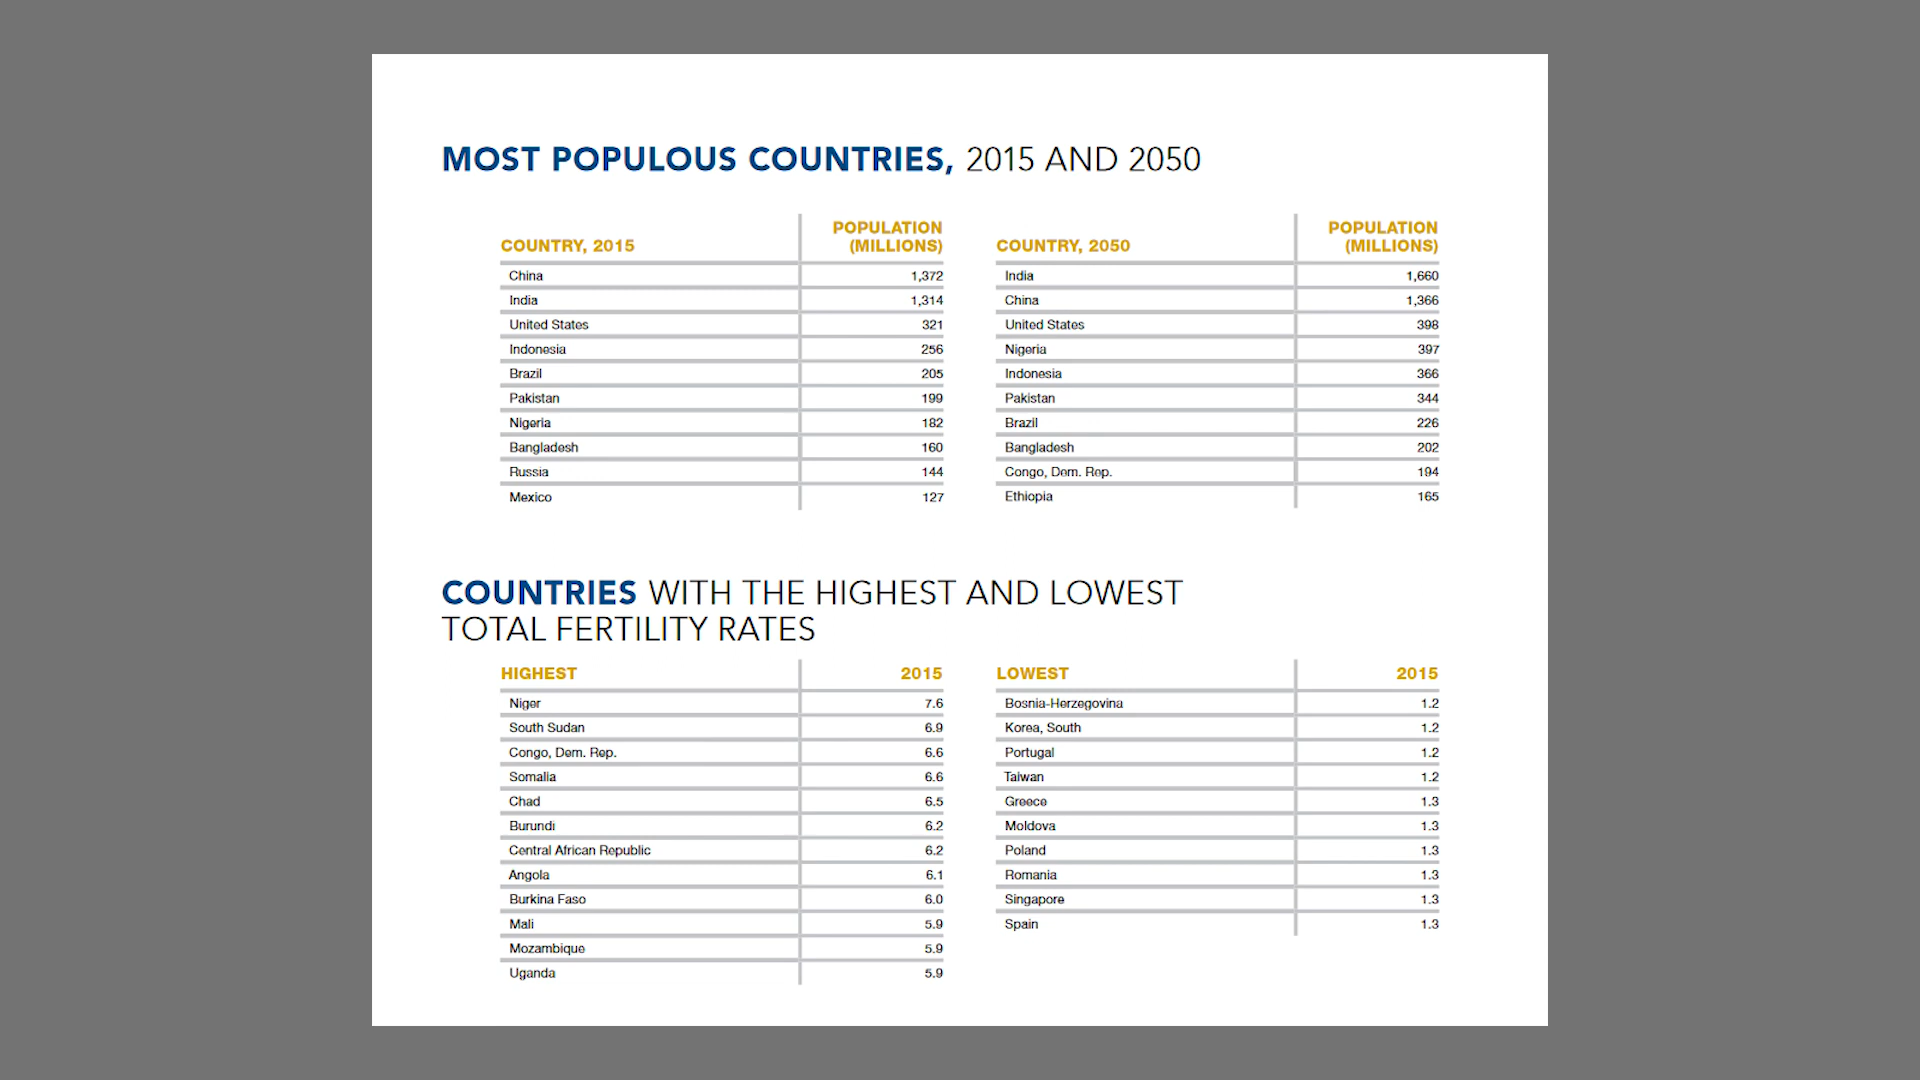 MOST POPULOUS COUNTRIES, 2015 AND 2050
COUNTRY, 2015 POPULATION (MILLIONS)
China 1,372
India 1,314
United States 321
Indonesia 256
Brazil 205
Pakistan 199
Nigeria 182
Bangladesh 160
Russia 144
Mexico 127
COUNTRY, 2050 POPULATION (MILLIONS)
India 1,660
China 1,366
United States 398
Nigeria 397
Indonesia 366
Pakistan 344
Brazil 226
Bangladesh 202
Congo, Dem. Rep. 194
Ethiopia 165
COUNTRIES WITH THE HIGHEST AND LOWEST
TOTAL FERTILITY RATES
HIGHEST 2015
Niger 7.6
South Sudan 6.9
Congo, Dem. Rep. 6.6
Somalia 6.6
Chad 6.5
Burundi 6.2
Central African Republic 6.2
Angola 6.1
Burkina Faso 6.0
Mali 5.9
Mozambique 5.9
Uganda 5.9
LOWEST 2015
Bosnia-Herzegovina 1.2
Korea, South 1.2
Portugal 1.2
Taiwan 1.2
Greece 1.3
Moldova 1.3
Poland 1.3
Romania 1.3
Singapore 1.3
Spain 1.3